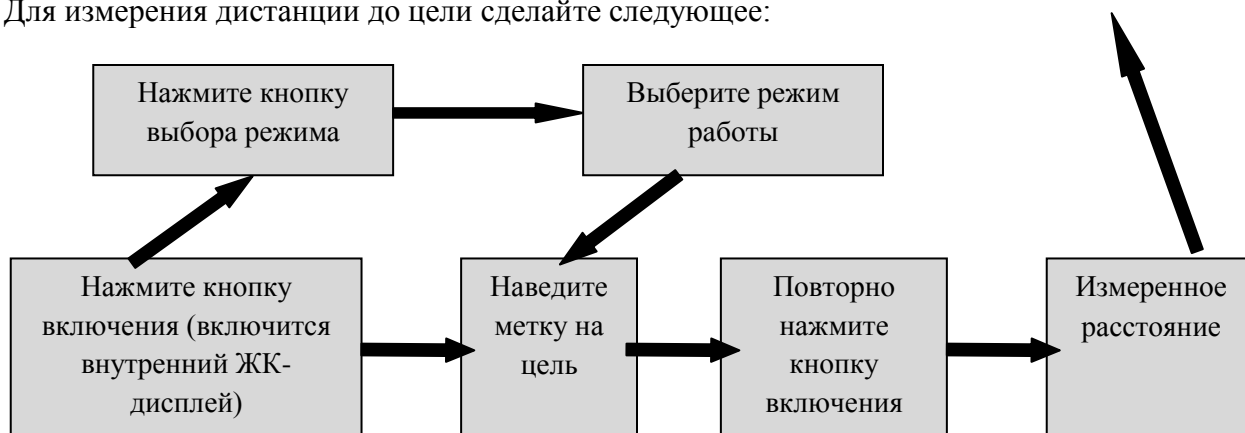 Для измерения дистанции до цели сделайте следующее:
Нажмите кнопку
выбора режима
Выберите режим
работы
Нажмите кнопку
включения (включится
внутренний ЖК-
дисплей)
Наведите
метку на
цель
Повторно
нажмите
кнопку
включения
Измеренное
расстояние